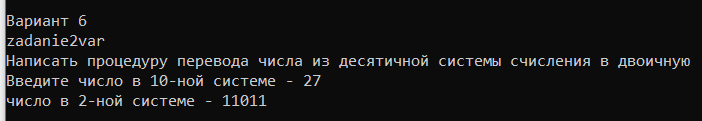 Вариант 6
zadanie2var
Написать процедуру перевода числа из десятичной системы счисления в двоичную
Введите число в 10-ной системе - 27
число в 2-ной системе - 11011